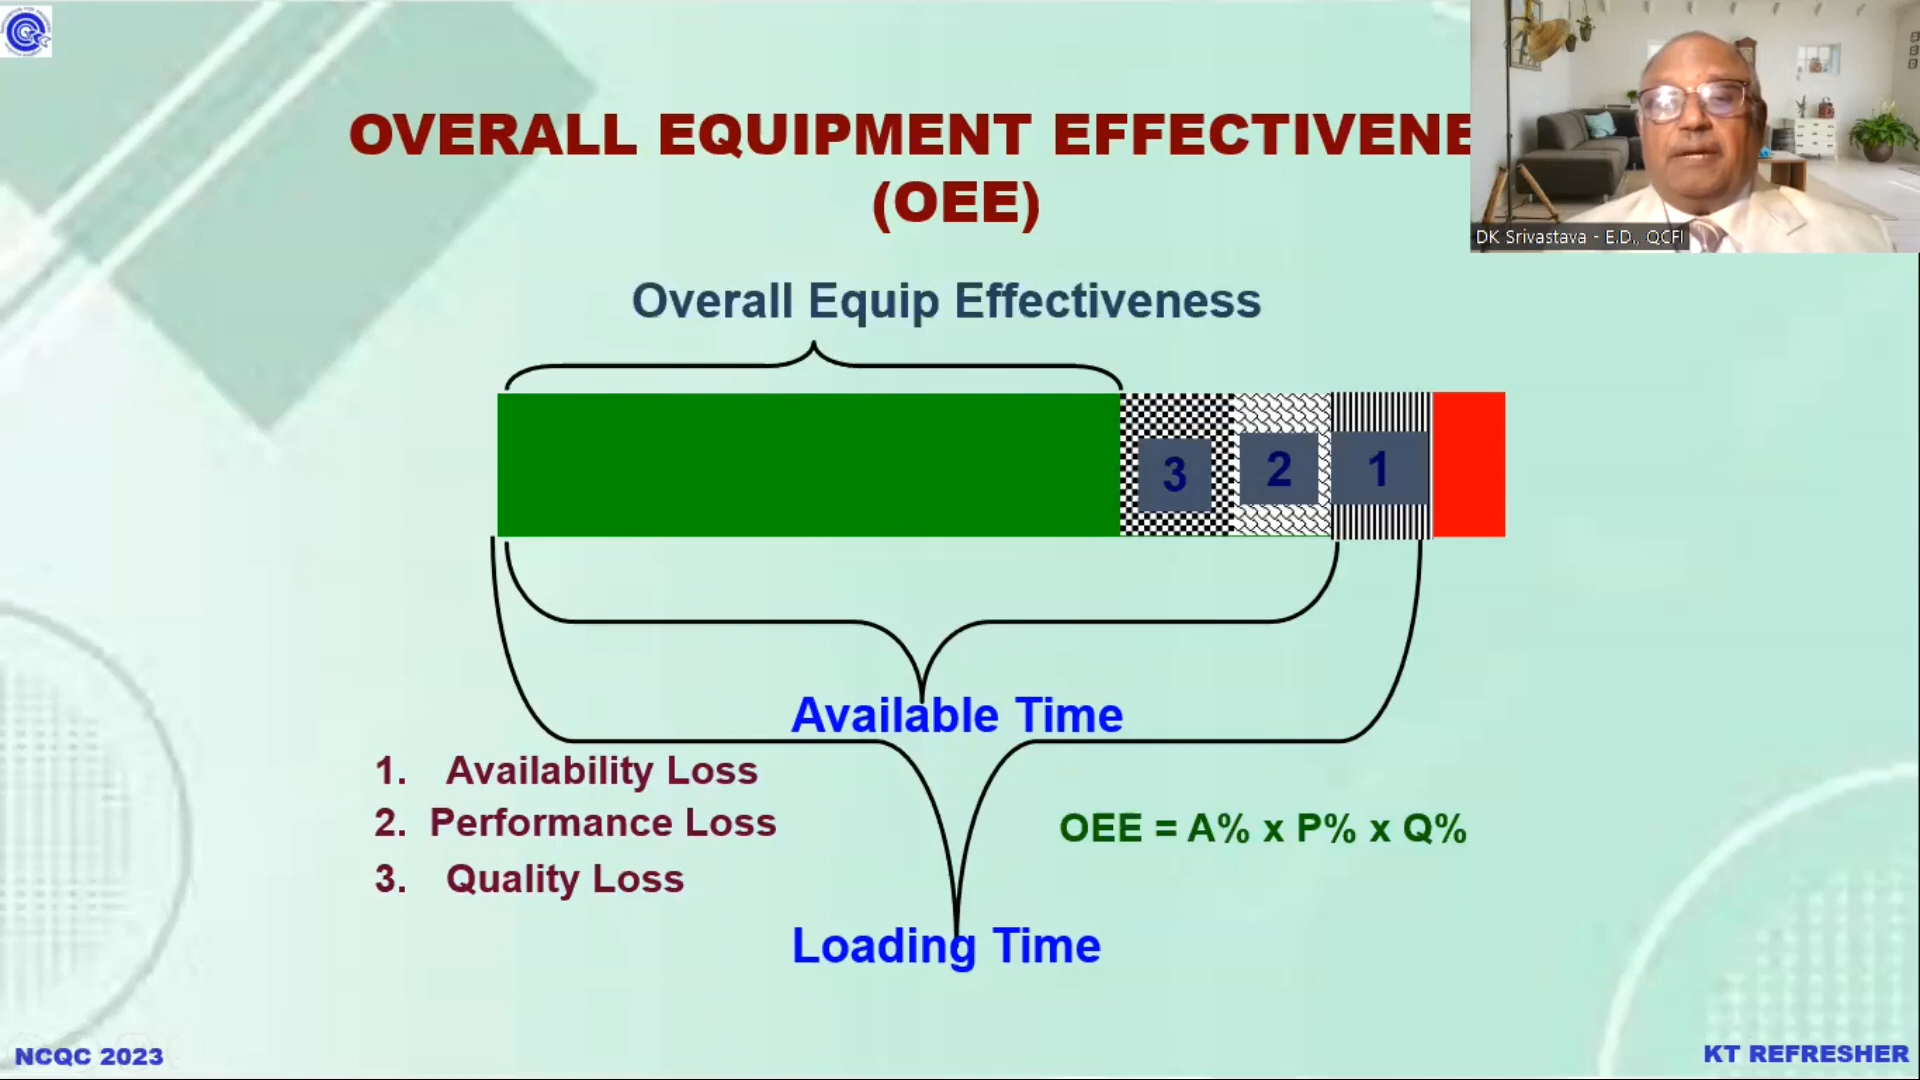 OVERALL EQUIPMENT EFFECTIVENE
(OEE)
DK Srivastava - E.D., QCFI
Overall Equip Effectiveness
3
2
1
Available Time
1. Availability Loss
2. Performance Loss
3. Quality Loss
OEE = A% x P% x Q%
Loading Time
NCQC 2023
KT REFRESHER